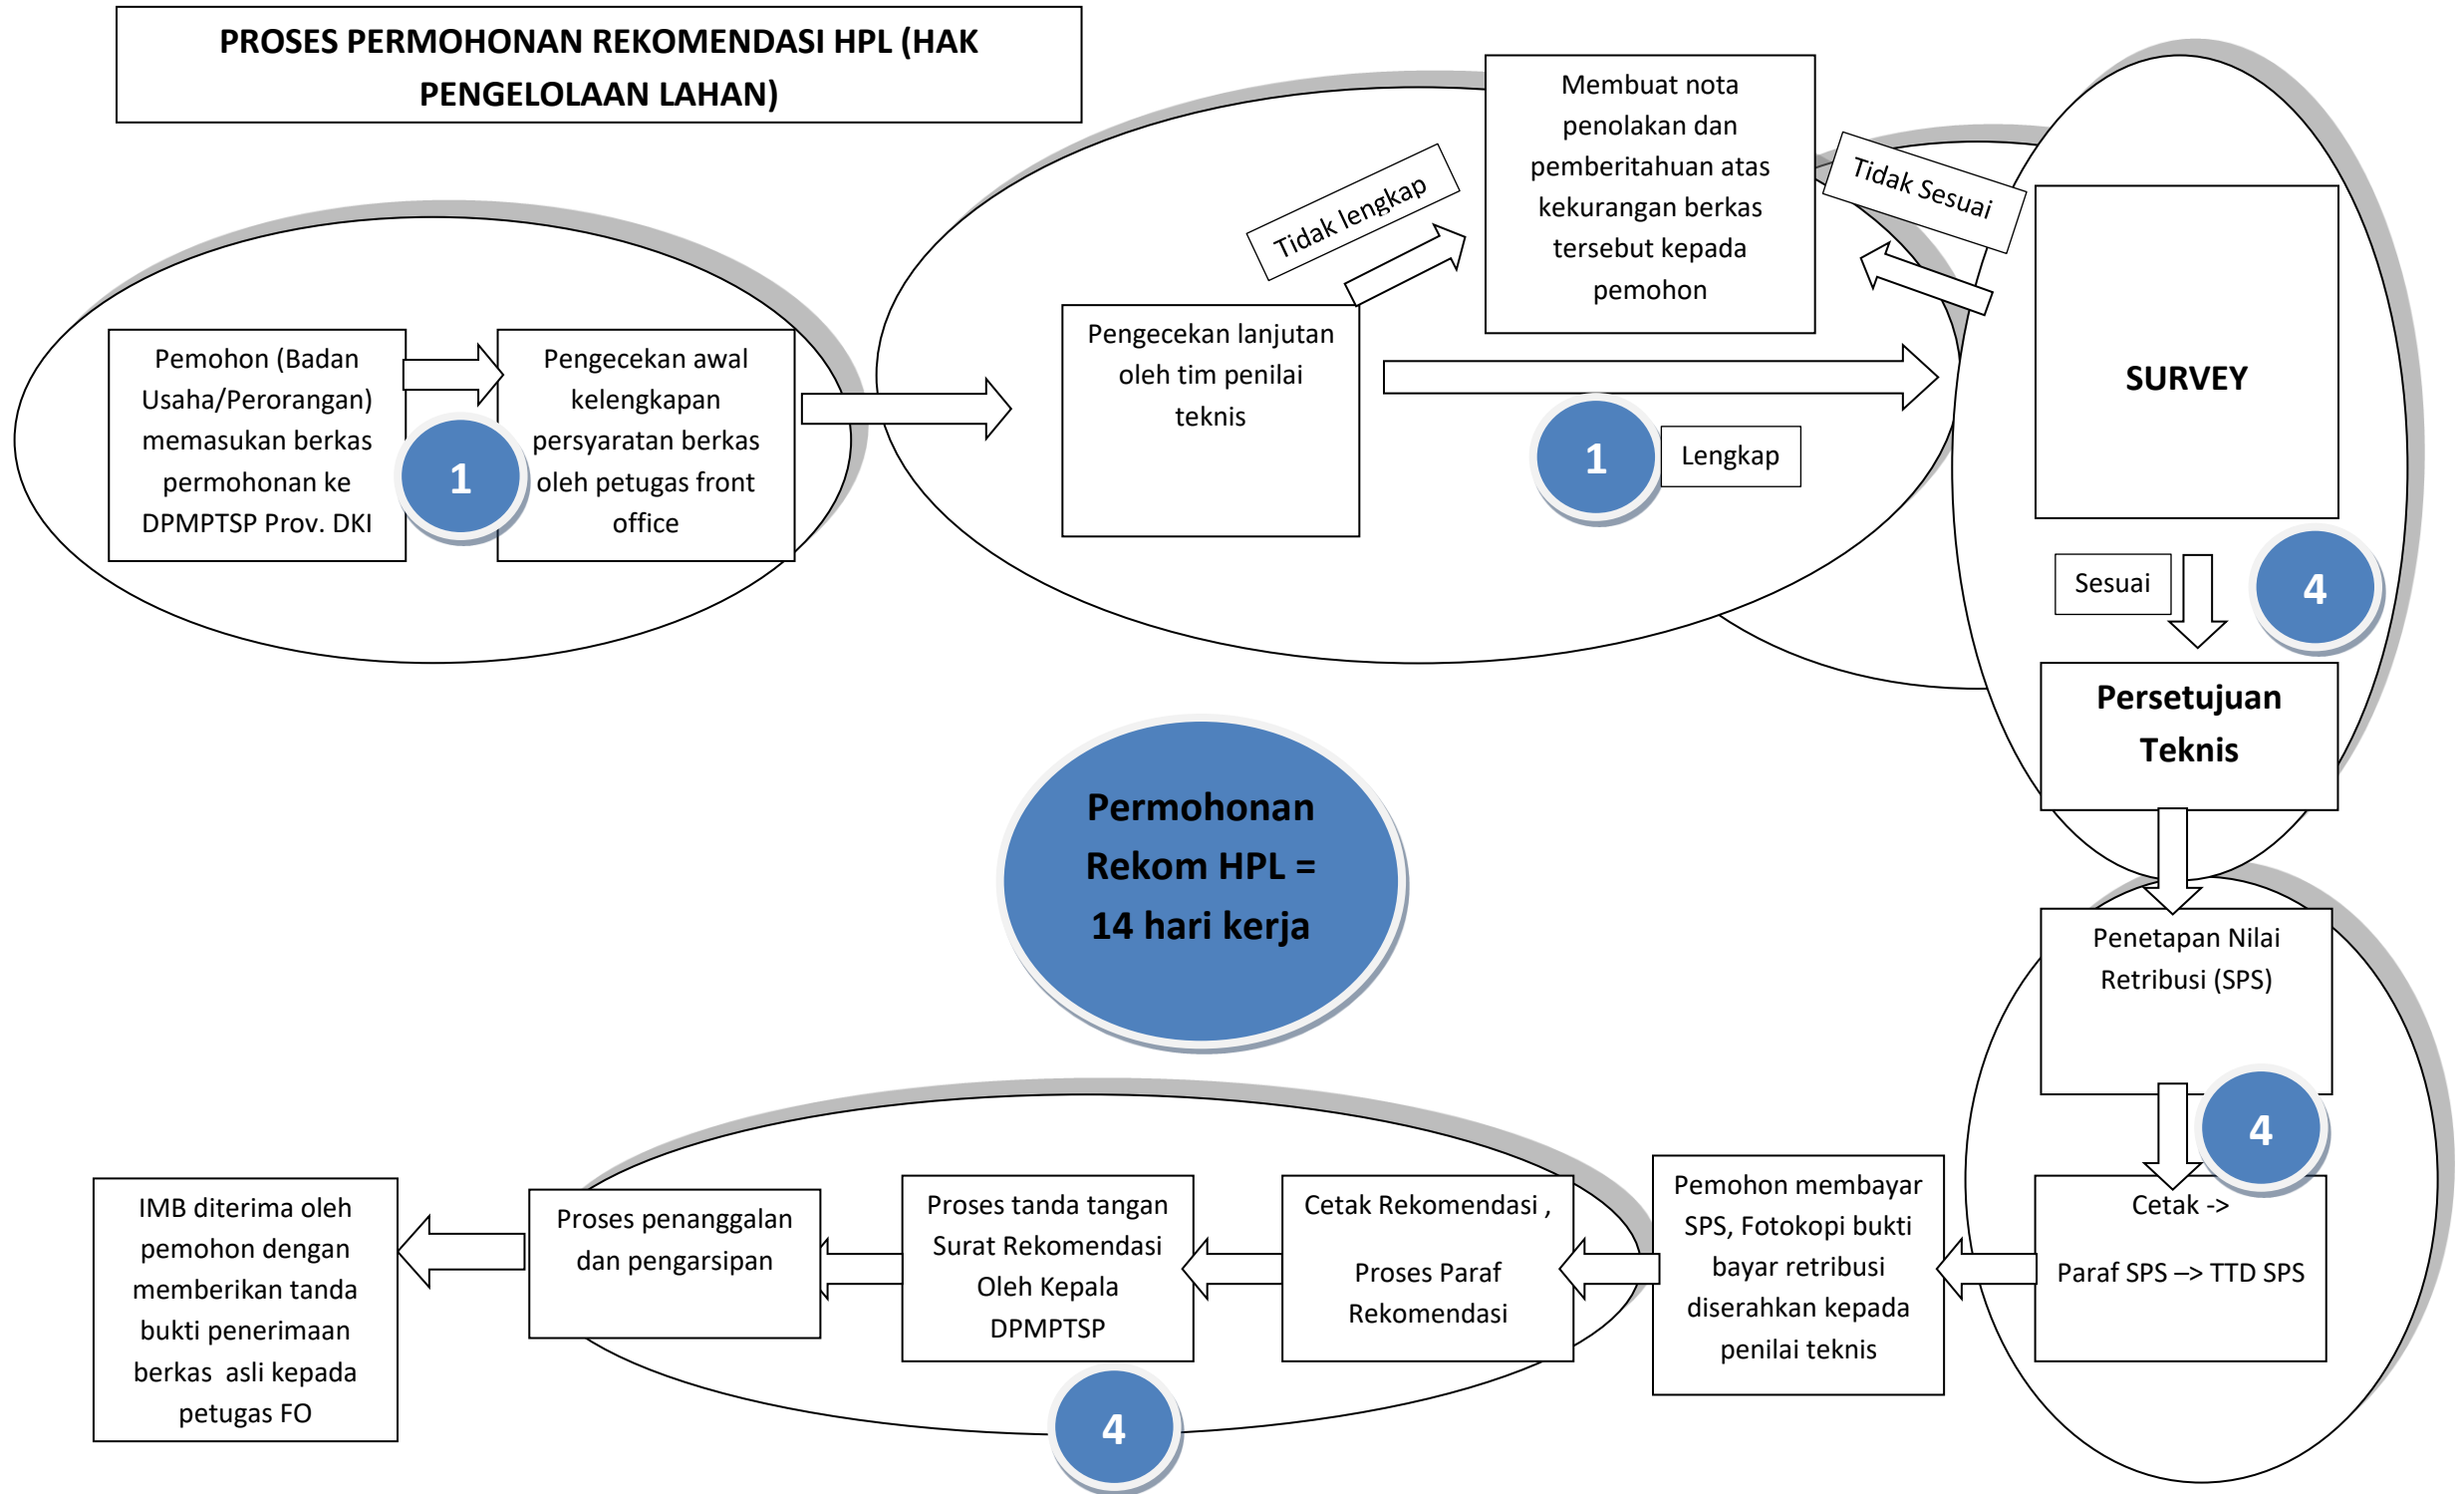 PROSES PERMOHONAN REKOMENDASI HPL (HAK
PENGELOLAAN LAHAN)
Pemohon (Badan
Usaha/Perorangan)
memasukan berkas
permohonan ke
DPMPTSP Prov. DKI
1
Pengecekan awal
kelengkapan
persyaratan berkas
oleh petugas front
office
Pengecekan lanjutan
oleh tim penilai
teknis
Tidak lengkap
Membuat nota
penolakan dan
pemberitahuan atas
kekurangan berkas
tersebut kepada
pemohon
Tidak Sesuai
1
Lengkap
SURVEY
Sesuai
4
Persetujuan
Teknis
Permohonan
Rekom HPL =
14 hari kerja
Penetapan Nilai
Retribusi (SPS)
4
Cetak ->
Paraf SPS –> TTD SPS
Pemohon membayar
SPS, Fotokopi bukti
bayar retribusi
diserahkan kepada
penilai teknis
Cetak Rekomendasi ,
Proses Paraf
Rekomendasi
Proses tanda tangan
Surat Rekomendasi
Oleh Kepala
DPMPTSP
4
Proses penanggalan
dan pengarsipan
IMB diterima oleh
pemohon dengan
memberikan tanda
bukti penerimaan
berkas  asli kepada
petugas FO